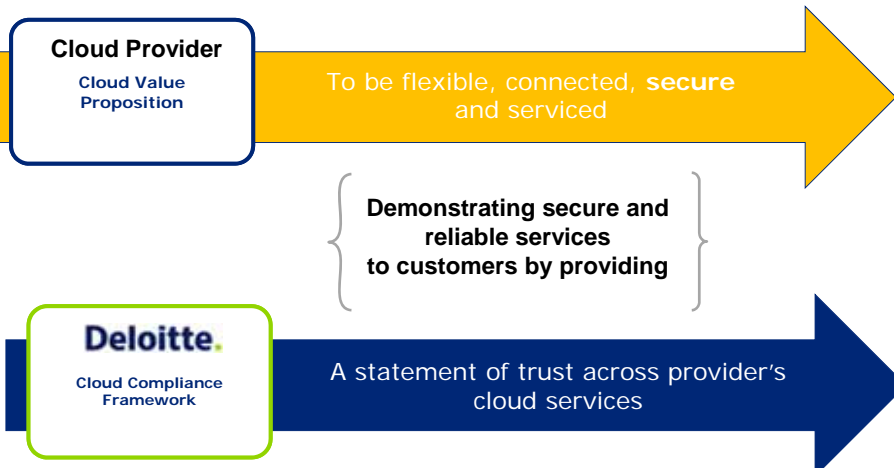 Cloud Provider
Cloud Value
Proposition
To be flexible, connected, secure
and serviced
Demonstrating secure and
reliable services
to customers by providing
Deloitte.
Cloud Compliance
Framework
A statement of trust across provider's
cloud services